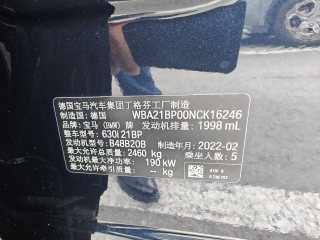 德国宝马汽车集团丁格芬工厂制造
制造国：德国 WBA21BP00NCK16246
品牌：宝马（BMW）牌 发动机排量：1998 mL
整车型号：630i 21BP
发动机型号：B48B20B 制造年月：2022-02
最大允许总质量：2460 kg 乘坐人数：5
发动机最大净功率：190 kW
最大允许牵引质量：— kg